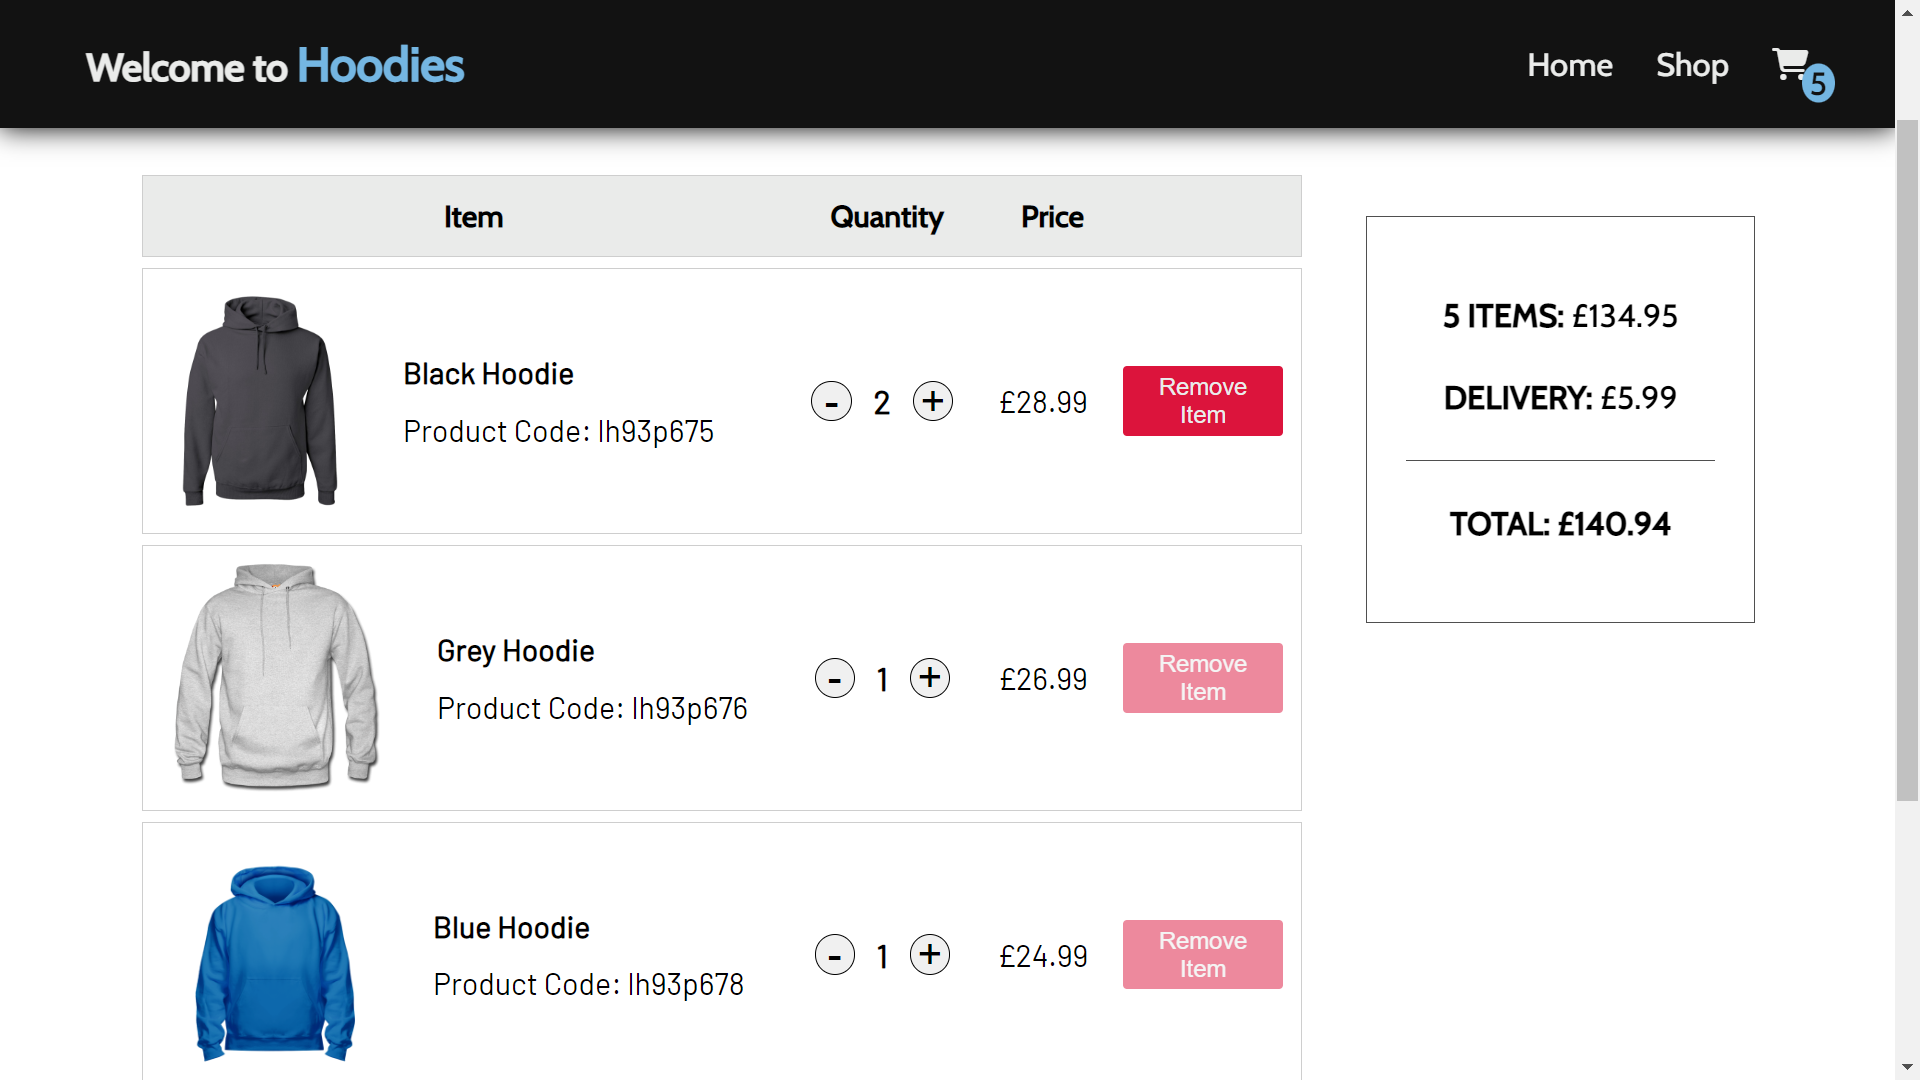 Welcome to Hoodies
Home Shop 5
Item Quantity Price
Black Hoodie
Product Code: lh93p675
- 2 + £28.99
Remove
Item
Grey Hoodie
Product Code: lh93p676
- 1 + £26.99
Remove
Item
Blue Hoodie
Product Code: lh93p678
- 1 + £24.99
Remove
Item
5 ITEMS: £134.95
DELIVERY: £5.99
TOTAL: £140.94